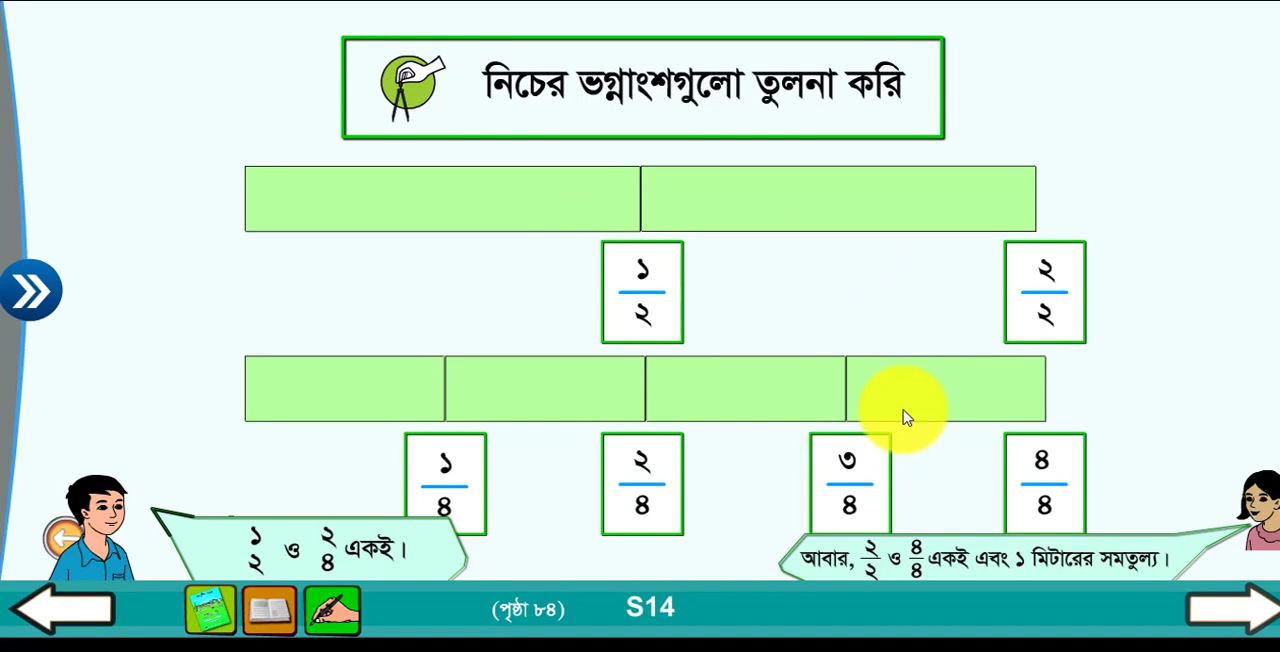 নিচের ভগ্নাংশগুলো তুলনা করি
১/২ ২/২
১/৪ ২/৪ ৩/৪ ৪/৪
১/২ ও ২/৪ একই।
আবার, ২/২ ও ৪/৪ একই এবং ১ মিটারের সমতুল্য।
(পৃষ্ঠা ৮৪) S14